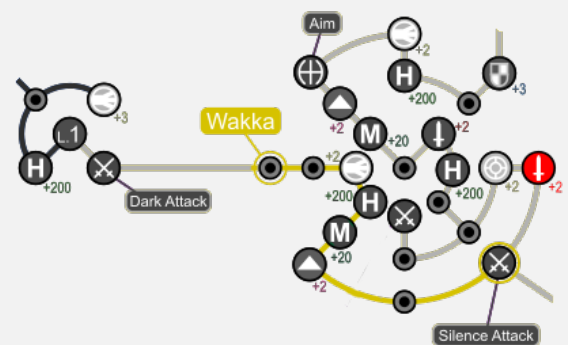 Aim
+2
H
+200
+3
+2
M
+20
+2
+3
L.1
H
+200
Dark Attack
Wakka
+2
+200
H
H
+200
+2
+2
M
+20
+2
Silence Attack